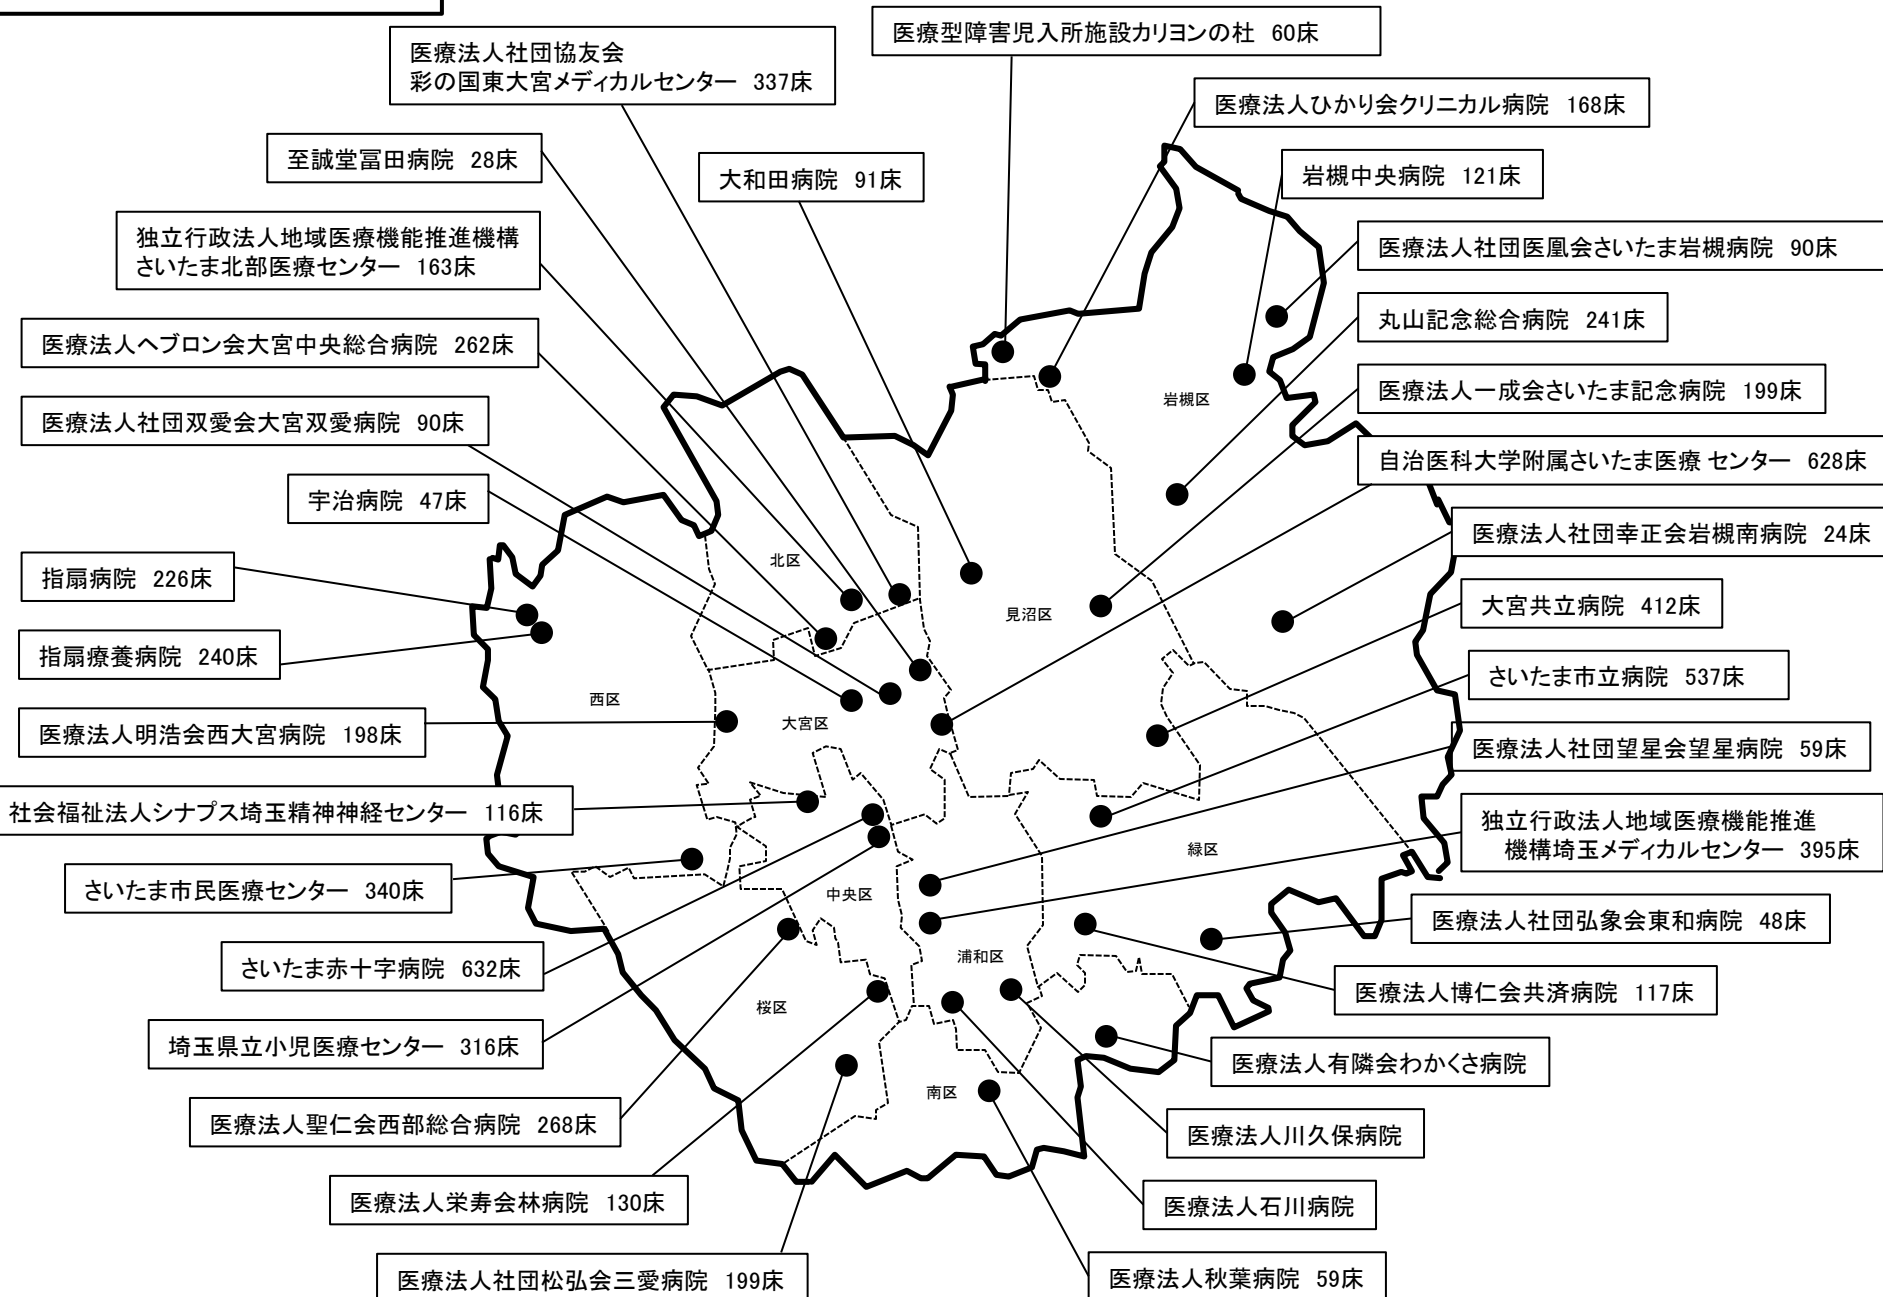 医療型障害児入所施設カリヨンの杜 60床
医療法人社団協友会
彩の国東大宮メディカルセンター 337床
医療法人ひかり会クリニカル病院 168床
至誠堂冨田病院 28床
大和田病院 91床
岩槻中央病院 121床
独立行政法人地域医療機能推進機構
さいたま北部医療センター 163床
医療法人社団医凰会さいたま岩槻病院 90床
丸山記念総合病院 241床
医療法人ヘブロン会大宮中央総合病院 262床
医療法人一成会さいたま記念病院 199床
岩槻区
医療法人社団双愛会大宮双愛病院 90床
自治医科大学附属さいたま医療 センター 628床
宇治病院 47床
医療法人社団幸正会岩槻南病院 24床
北区
指扇病院 226床
大宮共立病院 412床
見沼区
指扇療養病院 240床
さいたま市立病院 537床
西区
大宮区
医療法人明浩会西大宮病院 198床
医療法人社団望星会望星病院 59床
社会福祉法人シナプス埼玉精神神経センター 116床
独立行政法人地域医療機能推進
機構埼玉メディカルセンター 395床
緑区
さいたま市民医療センター 340床
中央区
医療法人社団弘象会東和病院 48床
さいたま赤十字病院 632床
浦和区
医療法人博仁会共済病院 117床
桜区
埼玉県立小児医療センター 316床
医療法人有隣会わかくさ病院
南区
医療法人聖仁会西部総合病院 268床
医療法人川久保病院
医療法人栄寿会林病院 130床
医療法人石川病院
医療法人社団松弘会三愛病院 199床
医療法人秋葉病院 59床